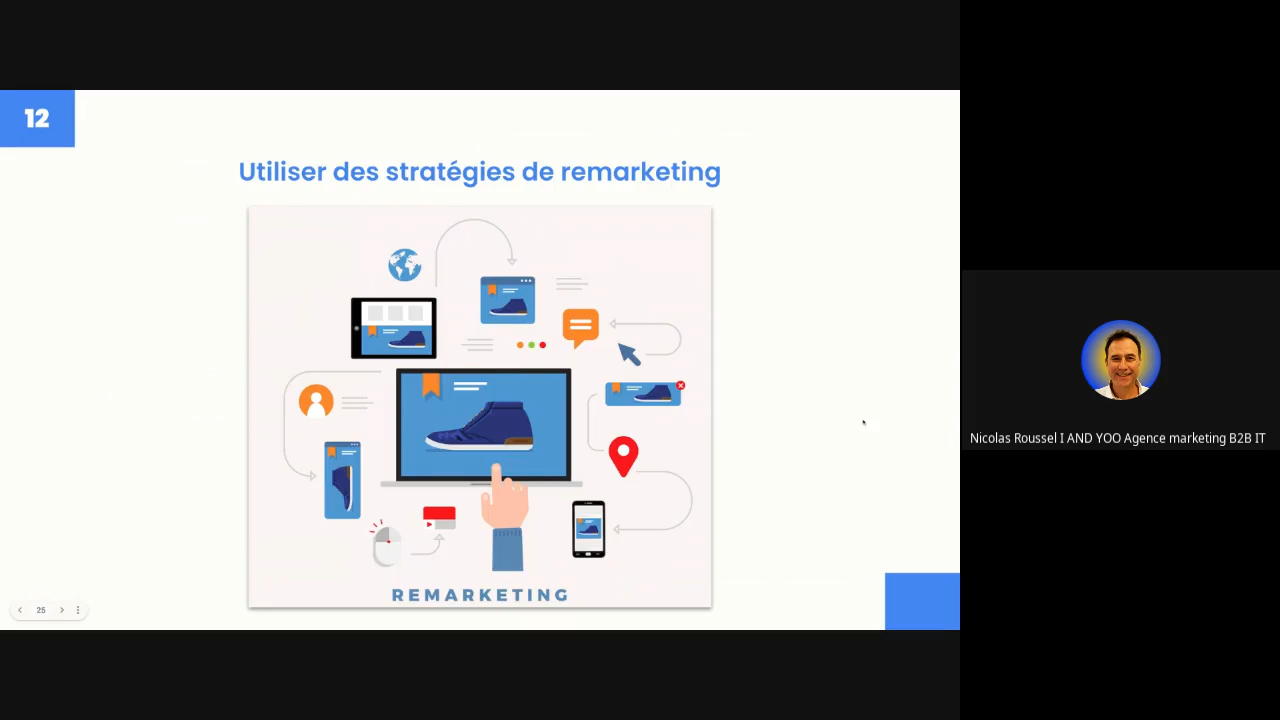 12
Utiliser des stratégies de remarketing
REMARKETING
25
Nicolas Roussel I AND YOO Agence marketing B2B IT